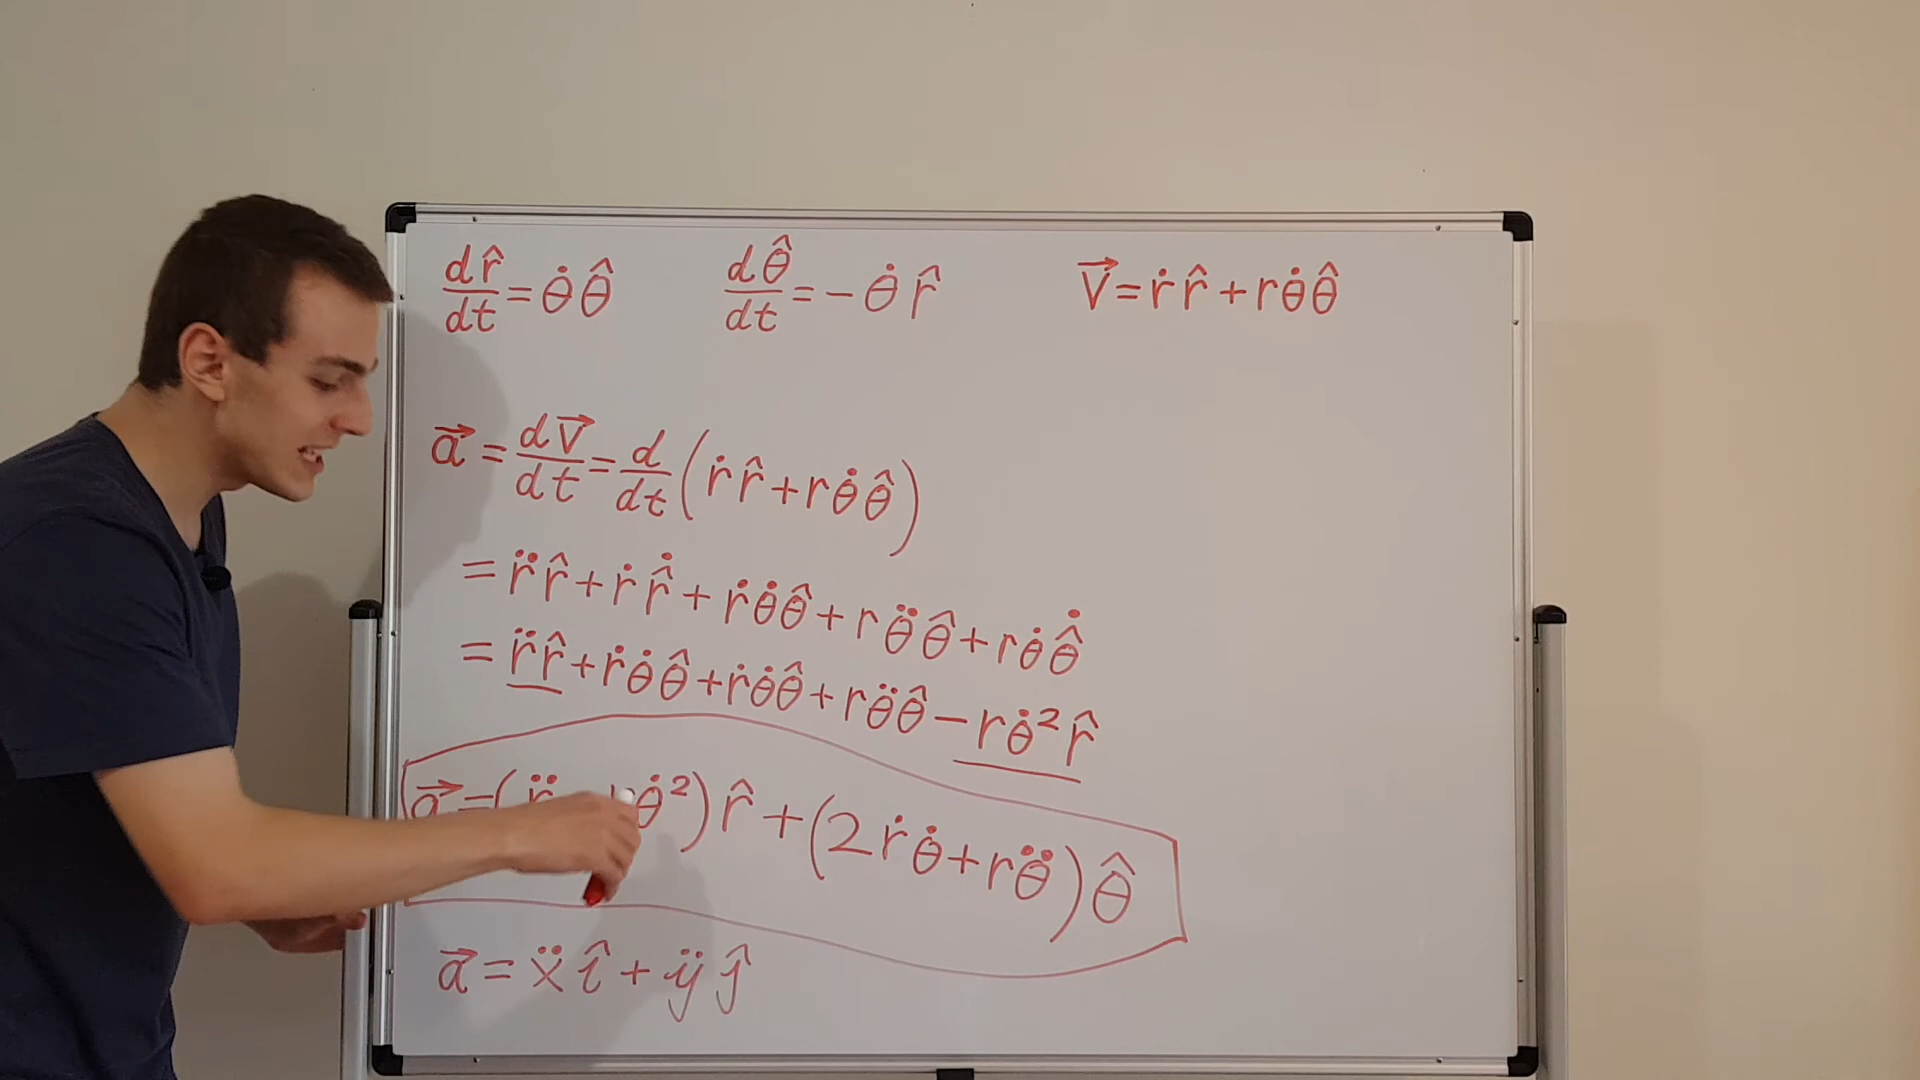 dr̂/dt = θ̇ θ̂    dθ̂/dt = − θ̇ r̂    v⃗ = ṙ r̂ + r θ̇ θ̂
a⃗ = dv⃗/dt = d/dt ( ṙ r̂ + r θ̇ θ̂ )
= r̈ r̂ + ṙ r̂̇ + ṙ θ̇ θ̂ + r θ̈ θ̂ + r θ̇ θ̂̇
= r̈ r̂ + ṙ θ̇ θ̂ + ṙ θ̇ θ̂ + r θ̈ θ̂ − r θ̇² r̂
a⃗ = ( r̈ r θ̇² ) r̂ + ( 2 ṙ θ̇ + r θ̈ ) θ̂
a⃗ = ẍ î + ÿ ĵ